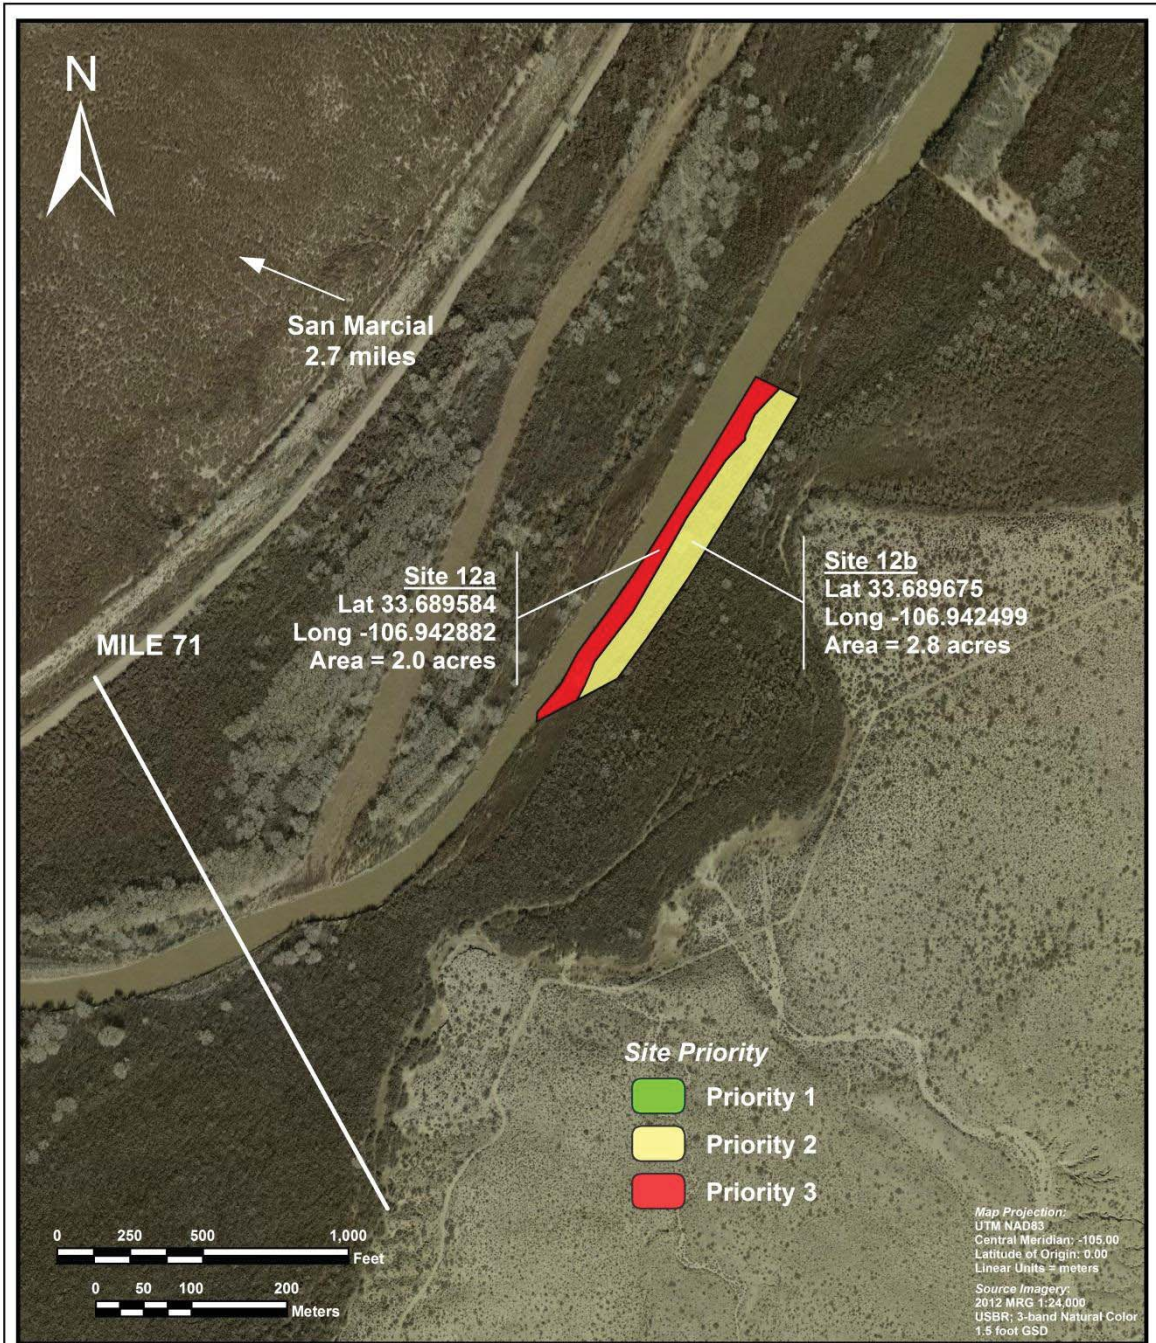 N
San Marcial
2.7 miles
Site 12a
Lat 33.689584
Long -106.942882
Area = 2.0 acres
Site 12b
Lat 33.689675
Long -106.942499
Area = 2.8 acres
MILE 71
Site Priority
Priority 1
Priority 2
Priority 3
0 250 500 1,000
Feet
0 50 100 200
Meters
Map Projection:
UTM NAD83
Central Meridian: -105.00
Latitude of Origin: 0.00
Linear Units = meters
Source Imagery:
2012 MRG 1:24,000
USBR; 3-band Natural Color
1.5 foot GSD